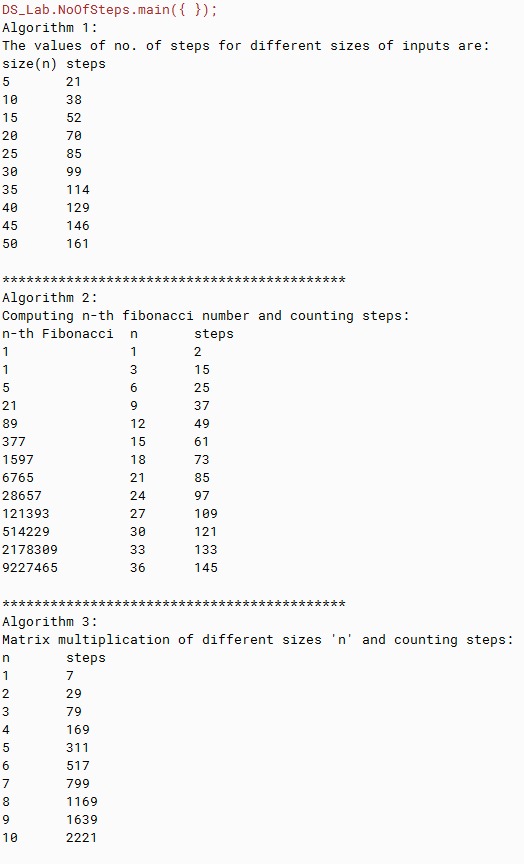 DS_Lab.NoOfSteps.main({ });
Algorithm 1:
The values of no. of steps for different sizes of inputs are:
size(n) steps
5 21
10 38
15 52
20 70
25 85
30 99
35 114
40 129
45 146
50 161
*******************************************
Algorithm 2:
Computing n-th fibonacci number and counting steps:
n-th Fibonacci n steps
1 1 2
1 3 15
5 6 25
21 9 37
89 12 49
377 15 61
1597 18 73
6765 21 85
28657 24 97
121393 27 109
514229 30 121
2178309 33 133
9227465 36 145
*******************************************
Algorithm 3:
Matrix multiplication of different sizes 'n' and counting steps:
n steps
1 7
2 29
3 79
4 169
5 311
6 517
7 799
8 1169
9 1639
10 2221